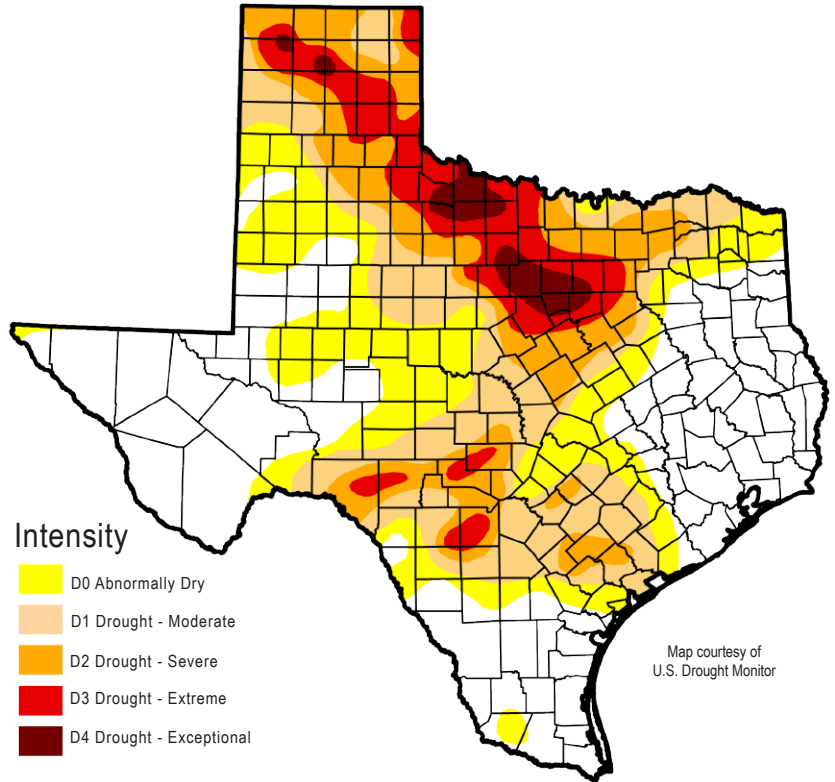 Intensity
D0 Abnormally Dry
D1 Drought - Moderate
D2 Drought - Severe
D3 Drought - Extreme
D4 Drought - Exceptional
Map courtesy of
U.S. Drought Monitor